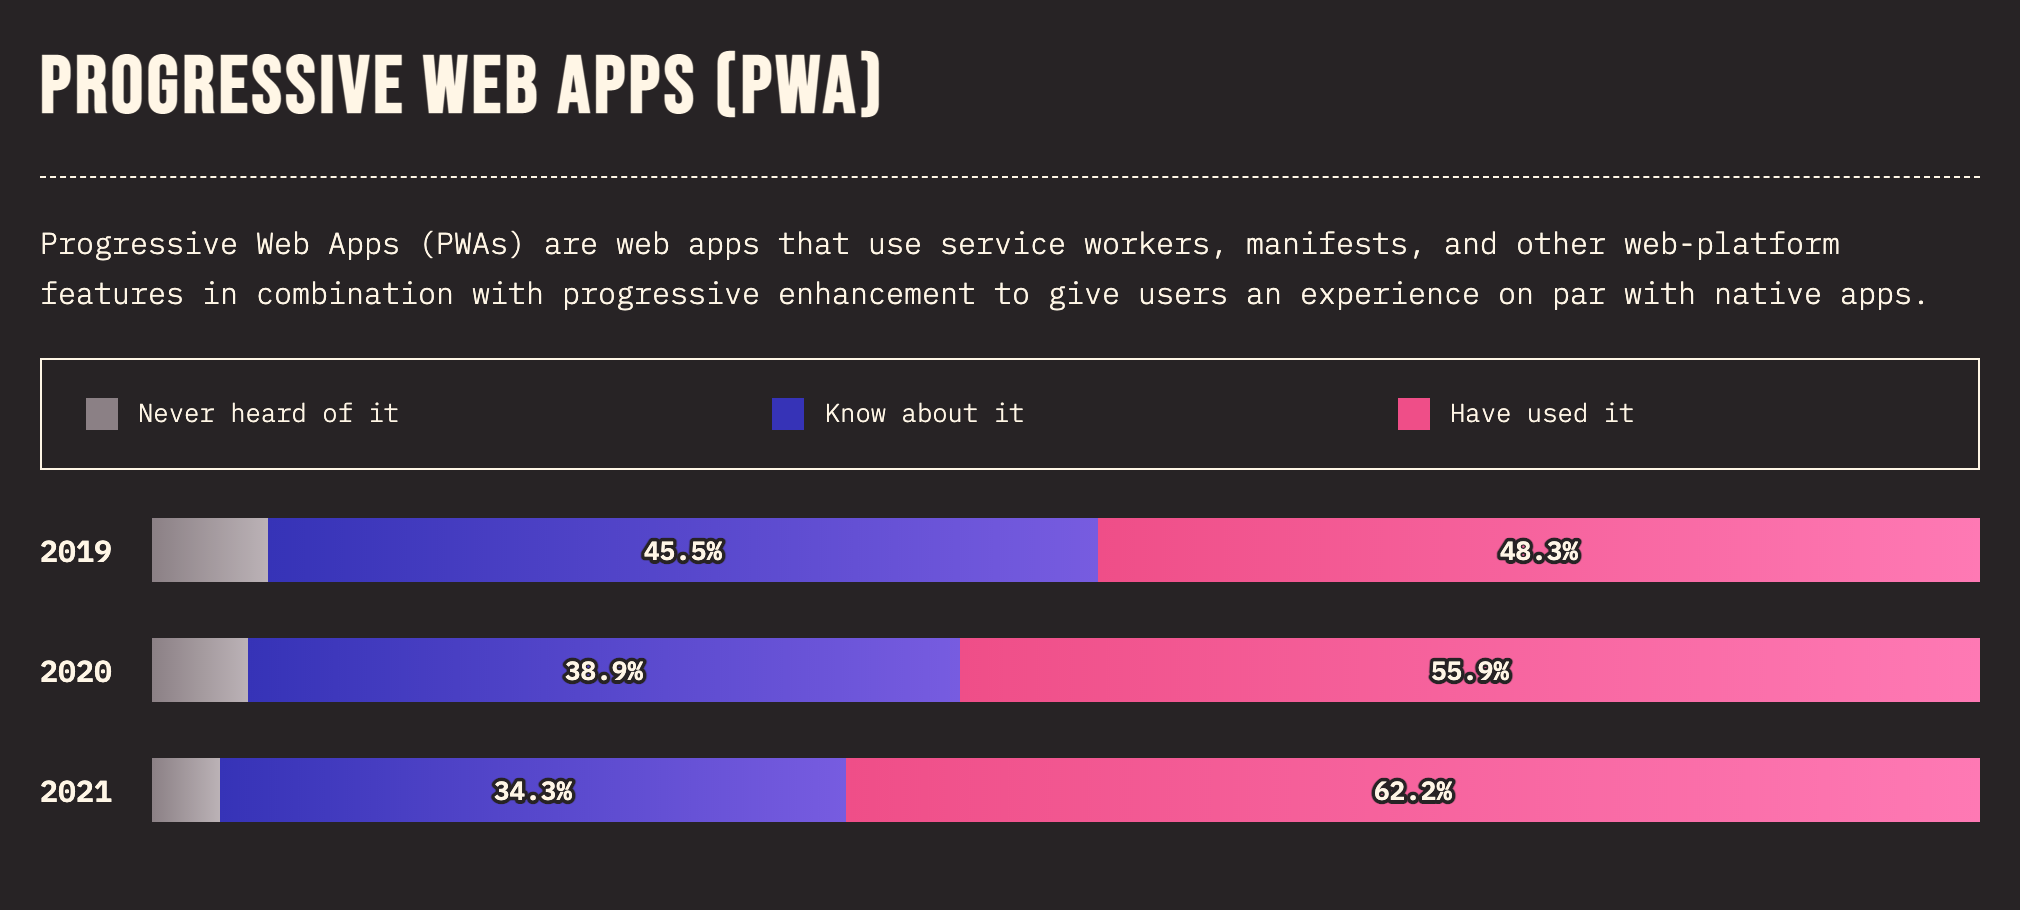 PROGRESSIVE WEB APPS (PWA)
Progressive Web Apps (PWAs) are web apps that use service workers, manifests, and other web-platform
features in combination with progressive enhancement to give users an experience on par with native apps.
Never heard of it Know about it Have used it
2019 45.5% 48.3%
2020 38.9% 55.9%
2021 34.3% 62.2%